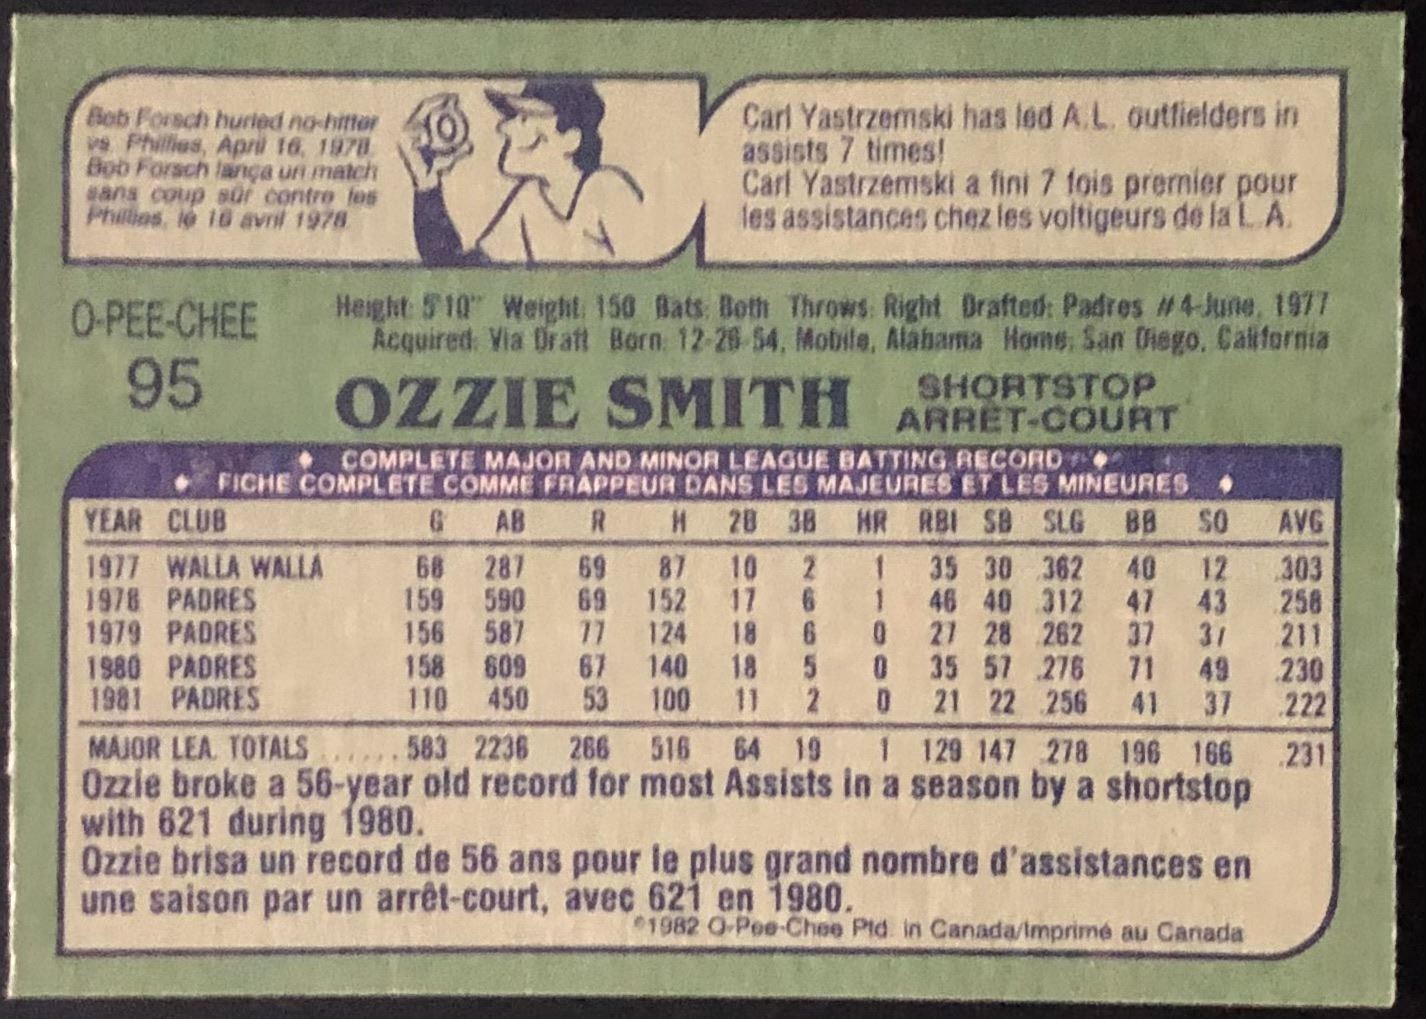 Bob Forsch hurled no-hitter
vs. Phillies, April 16, 1978.
Bob Forsch lança un match
sans coup sûr contre les
Phillies, le 16 avril 1978
Carl Yastrzemski has led A.L. outfielders in
assists 7 times!
Carl Yastrzemski a fini 7 fois premier pour
les assistances chez les voltigeurs de la L.A.
O-PEE-CHEE
95
Height: 5'10" Weight: 150 Bats: Both Throws: Right Drafted: Padres #4-June, 1977
Acquired: Via Draft Born: 12-26-54, Mobile, Alabama Home: San Diego, California
OZZIE SMITH
SHORTSTOP
ARRÊT-COURT
♦ COMPLETE MAJOR AND MINOR LEAGUE BATTING RECORD ♦
♦ FICHE COMPLETE COMME FRAPPEUR DANS LES MAJEURES ET LES MINEURES ♦
YEAR CLUB G AB R H 2B 3B HR RBI SB SLG BB SO AVG
1977 WALLA WALLA 68 287 69 87 10 2 1 35 30 .362 40 12 .303
1978 PADRES 159 590 69 152 17 6 1 46 40 .312 47 43 .258
1979 PADRES 156 587 77 124 18 6 0 27 28 .262 37 37 .211
1980 PADRES 158 609 67 140 18 5 0 35 57 .276 71 49 .230
1981 PADRES 110 450 53 100 11 2 0 21 22 .256 41 37 .222
MAJOR LEA. TOTALS ...... 583 2236 266 516 64 19 1 129 147 .278 196 166 .231
Ozzie broke a 56-year old record for most Assists in a season by a shortstop
with 621 during 1980.
Ozzie brisa un record de 56 ans pour le plus grand nombre d'assistances en
une saison par un arrêt-court, avec 621 en 1980.
©1982 O-Pee-Chee Ptd. in Canada/Imprimé au Canada